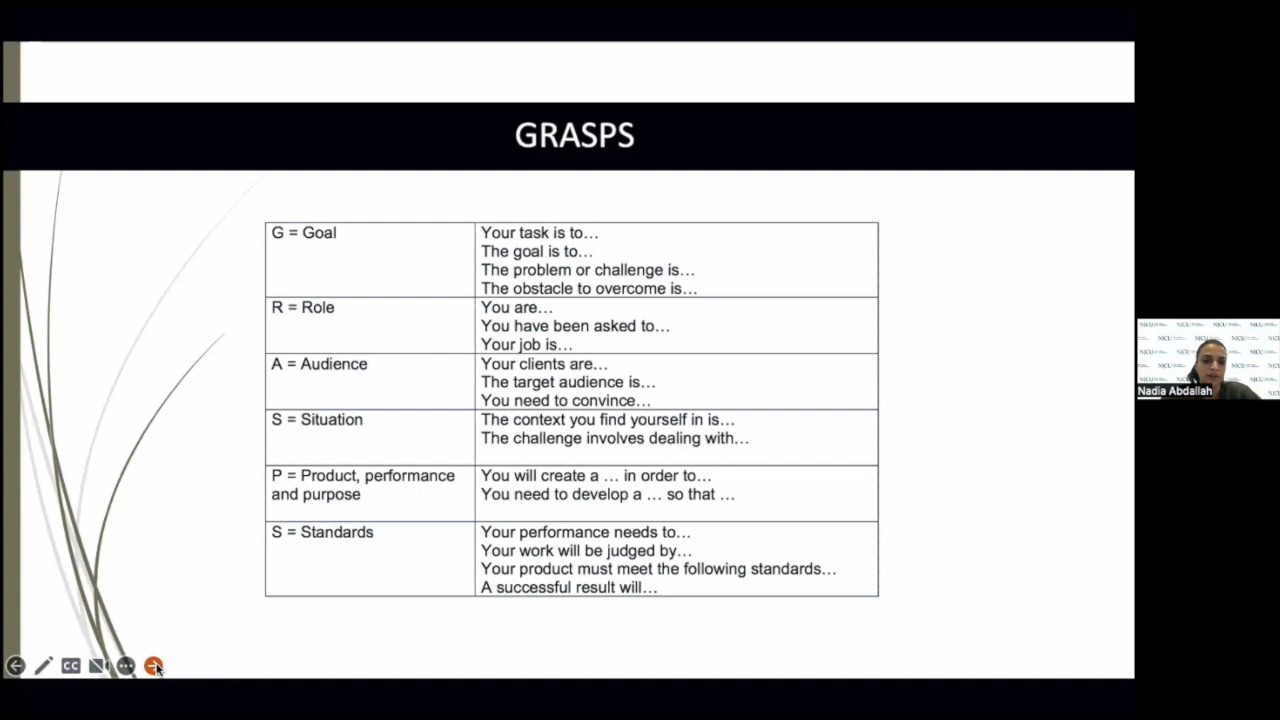 GRASPS
G = Goal
Your task is to…
The goal is to…
The problem or challenge is…
The obstacle to overcome is…
R = Role
You are…
You have been asked to…
Your job is…
A = Audience
Your clients are…
The target audience is…
You need to convince…
S = Situation
The context you find yourself in is…
The challenge involves dealing with…
P = Product, performance
and purpose
You will create a … in order to…
You need to develop a … so that …
S = Standards
Your performance needs to…
Your work will be judged by…
Your product must meet the following standards…
A successful result will…
CC
Nadia Abdallah